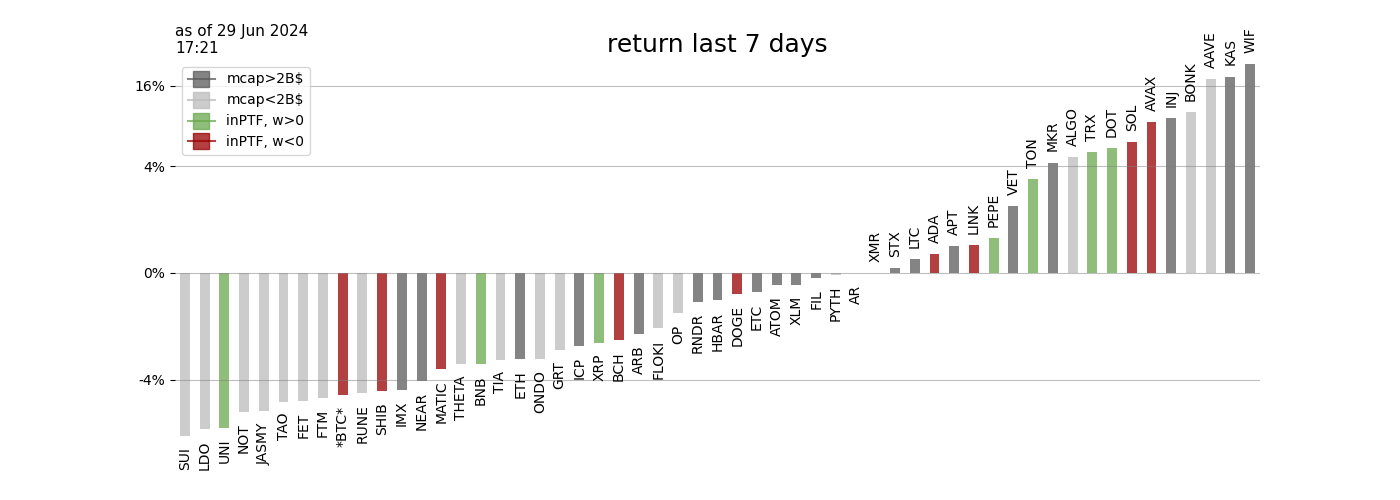 as of 29 Jun 2024
17:21
return last 7 days
mcap>2B$
mcap<2B$
inPTF, w>0
inPTF, w<0
16%
4%
0%
-4%
SUI
LDO
UNI
NOT
JASMY
TAO
FET
FTM
*BTC*
RUNE
SHIB
IMX
NEAR
MATIC
THETA
BNB
TIA
ETH
ONDO
GRT
ICP
XRP
BCH
ARB
FLOKI
OP
RNDR
HBAR
DOGE
ETC
ATOM
XLM
FIL
PYTH
AR
XMR
STX
LTC
ADA
APT
LINK
PEPE
VET
TON
MKR
ALGO
TRX
DOT
SOL
AVAX
INJ
BONK
AAVE
KAS
WIF